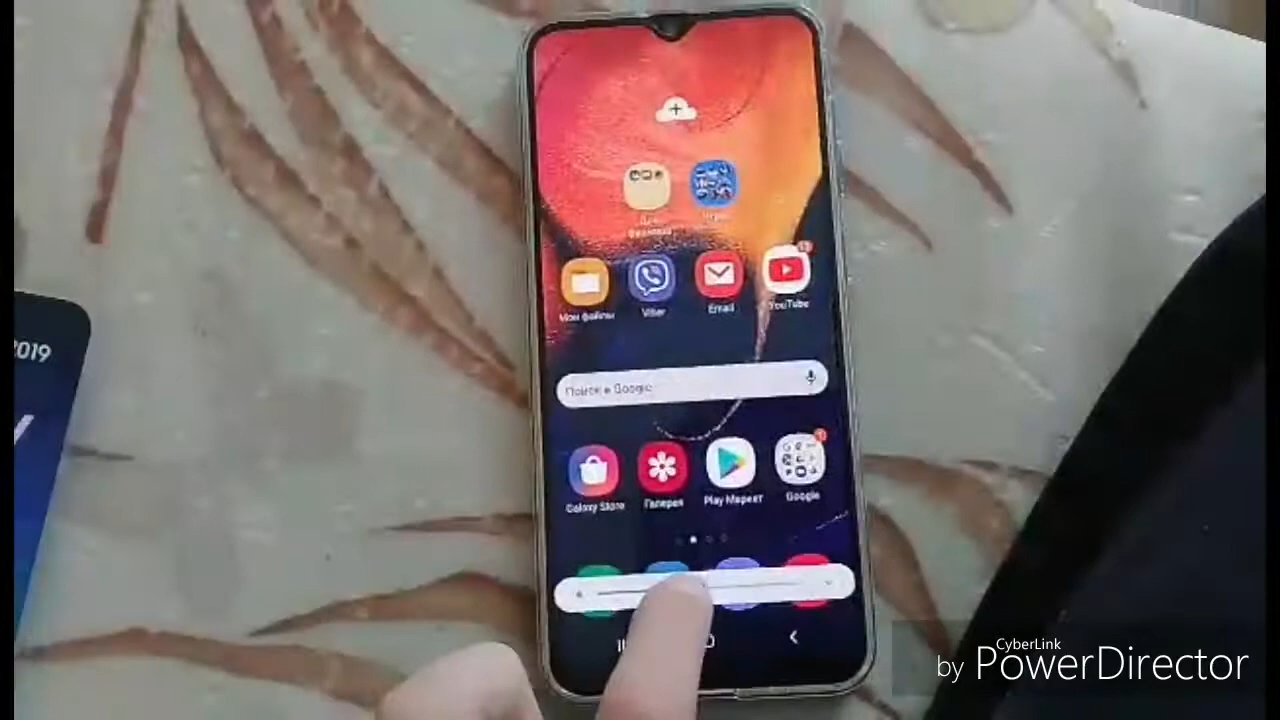 2019
Мои файлы
Viber
Email
YouTube
Поиск в Google
Galaxy Store
Галерея
Play Маркет
Google
CyberLink
by PowerDirector